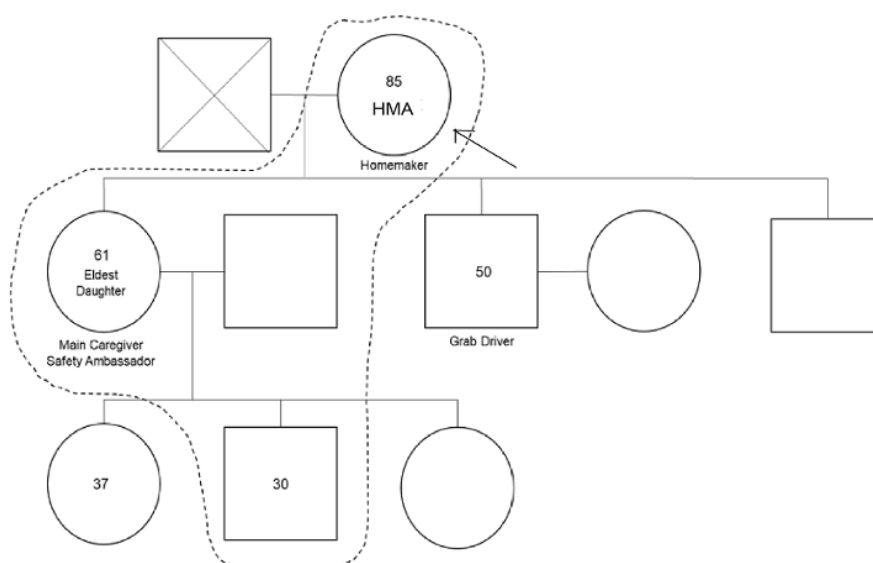 85
HMA
Homemaker
61
Eldest
Daughter
50
Main Caregiver
Safety Ambassador
Grab Driver
37
30